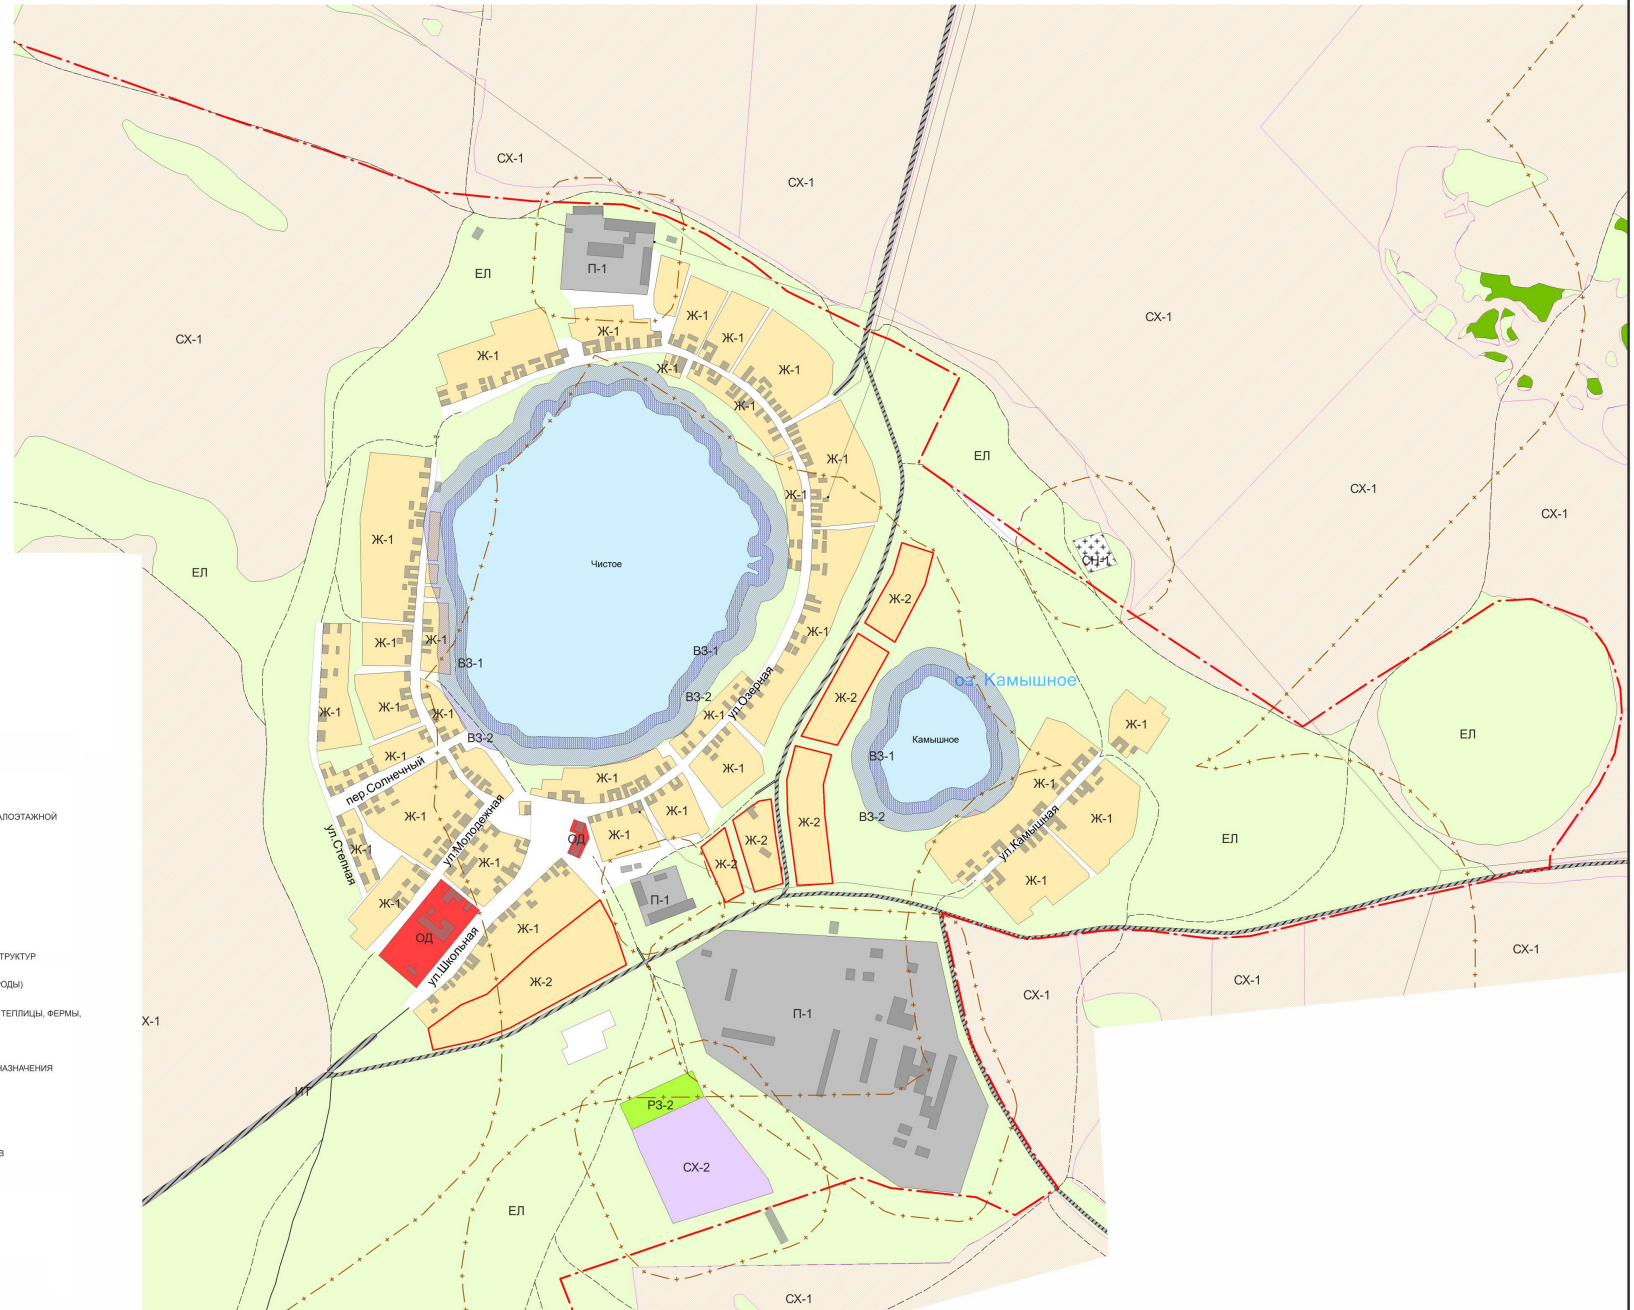 СХ-1
СХ-1
П-1
ЕЛ
СХ-1
СХ-1
Ж-1
Ж-1
Ж-1
Ж-1
Ж-1
Ж-1
Ж-1
ЕЛ
Ж-1
СХ-1
Ж-1
СХ-1
Ж-1
СН-1
Чистое
ЕЛ
Ж-2
Ж-1
Ж-1
Ж-1
ВЗ-1
ВЗ-1
оз. Камышное
ВЗ-2
Ж-2
ул.Озерная
Ж-1
Ж-1
Ж-1
Ж-1
Ж-1
ЕЛ
ВЗ-2
Камышное
Ж-1
ВЗ-1
пер.Солнечный
Ж-1
Ж-1
Ж-1
АЛОЭТАЖНОЙ
Ж-1
Ж-1
ВЗ-2
Ж-1
Ж-2
ул.Молодежная
ул.Камышная
Ж-1
ОД
Ж-2
ЕЛ
ул.Степная
Ж-1
Ж-1
Ж-2
Ж-1
Ж-1
П-1
Ж-1
ОД
ул.Школьная
СХ-1
ТРУКТУР
Ж-2
СХ-1
РОДЫ)
СХ-1
ТЕПЛИЦЫ, ФЕРМЫ,
П-1
Х-1
НАЗНАЧЕНИЯ
ИТ
РЗ-2
В
СХ-2
ЕЛ
СХ-1